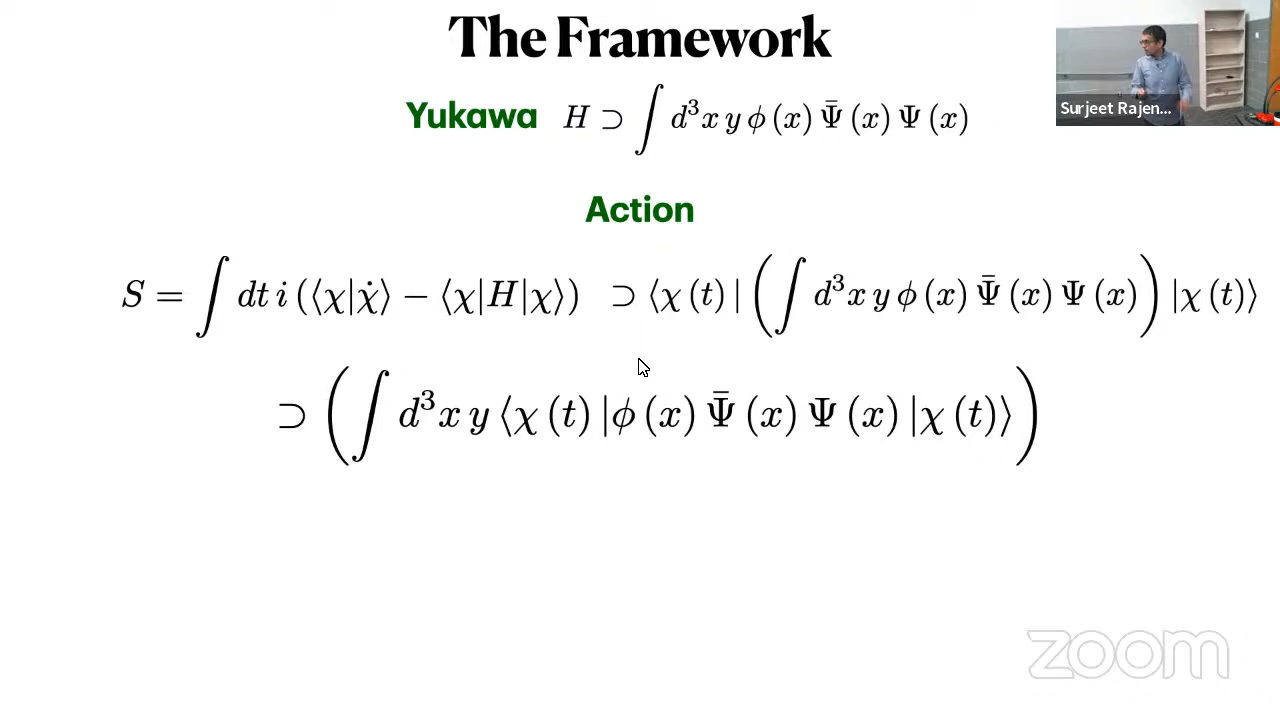 The Framework
Surjeet Rajen...
Yukawa H ⊃ ∫ d³x y ϕ (x) Ψ̄ (x) Ψ (x)
Action
S = ∫ dt i (⟨χ|χ̇⟩ − ⟨χ|H|χ⟩) ⊃ ⟨χ (t) | (∫ d³x y ϕ (x) Ψ̄ (x) Ψ (x)) |χ (t)⟩
⊃ (∫ d³x y ⟨χ (t) |ϕ (x) Ψ̄ (x) Ψ (x) |χ (t)⟩)
zoom